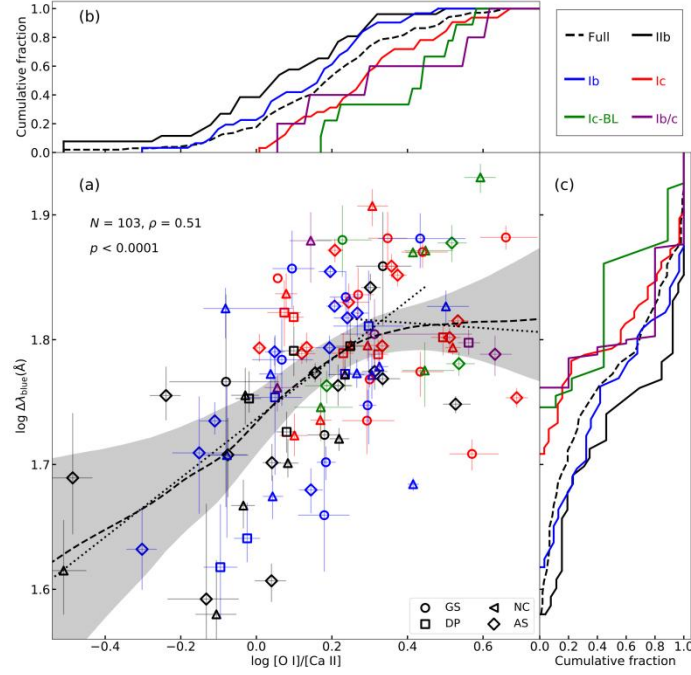 (b)
Cumulative fraction
1.0
0.8
0.6
0.4
0.2
0.0
Full
IIb
Ib
Ic
Ic-BL
Ib/c
(a)
(c)
N = 103, ρ = 0.51
p < 0.0001
log Δλblue(Å)
1.9
1.8
1.7
1.6
GS
NC
DP
AS
−0.4 −0.2 0.0 0.2 0.4 0.6
log [O I]/[Ca II]
0.0 0.2 0.4 0.6 0.8 1.0
Cumulative fraction